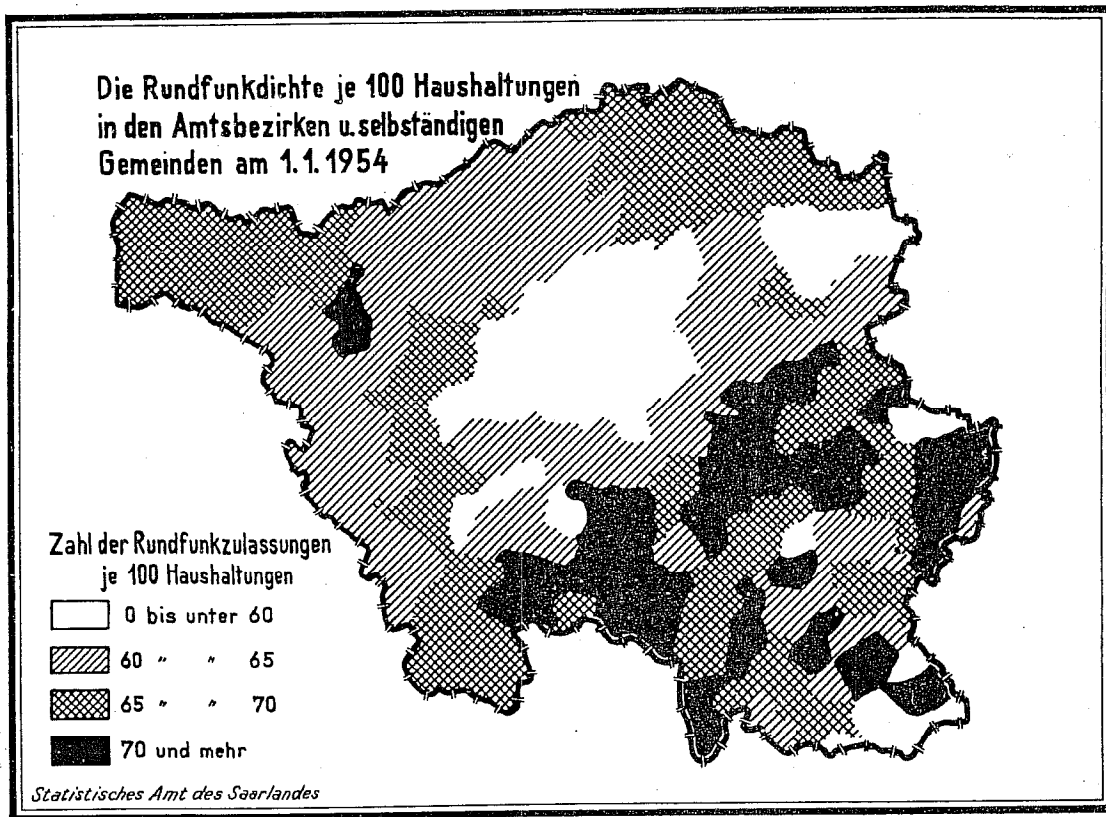 Die Rundfunkdichte je 100 Haushaltungen
in den Amtsbezirken u. selbständigen
Gemeinden am 1.1.1954
Zahl der Rundfunkzulassungen
je 100 Haushaltungen
0 bis unter 60
60 " " 65
65 " " 70
70 und mehr
Statistisches Amt des Saarlandes